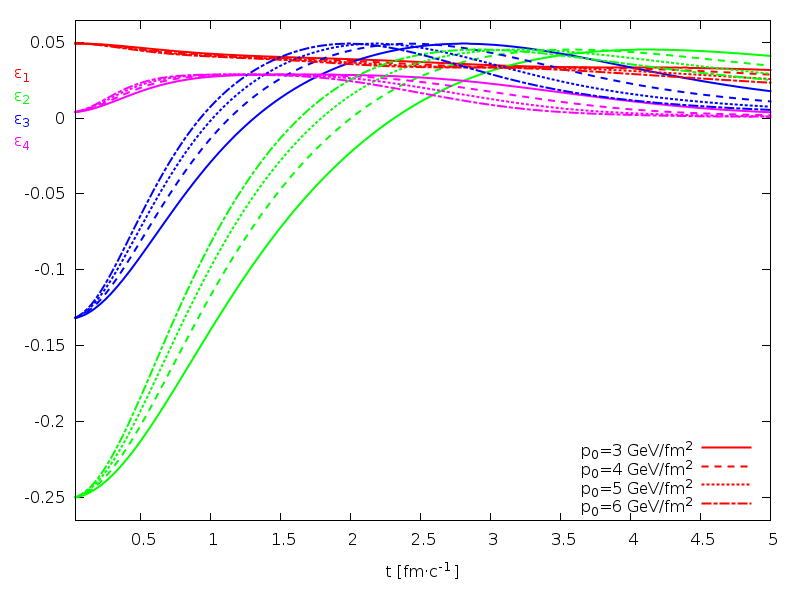 0.05
ε1
ε2
0
ε3
ε4
-0.05
-0.1
-0.15
-0.2
-0.25
p0=3 GeV/fm2
p0=4 GeV/fm2
p0=5 GeV/fm2
p0=6 GeV/fm2
0.5 1 1.5 2 2.5 3 3.5 4 4.5 5
t [fm·c-1]